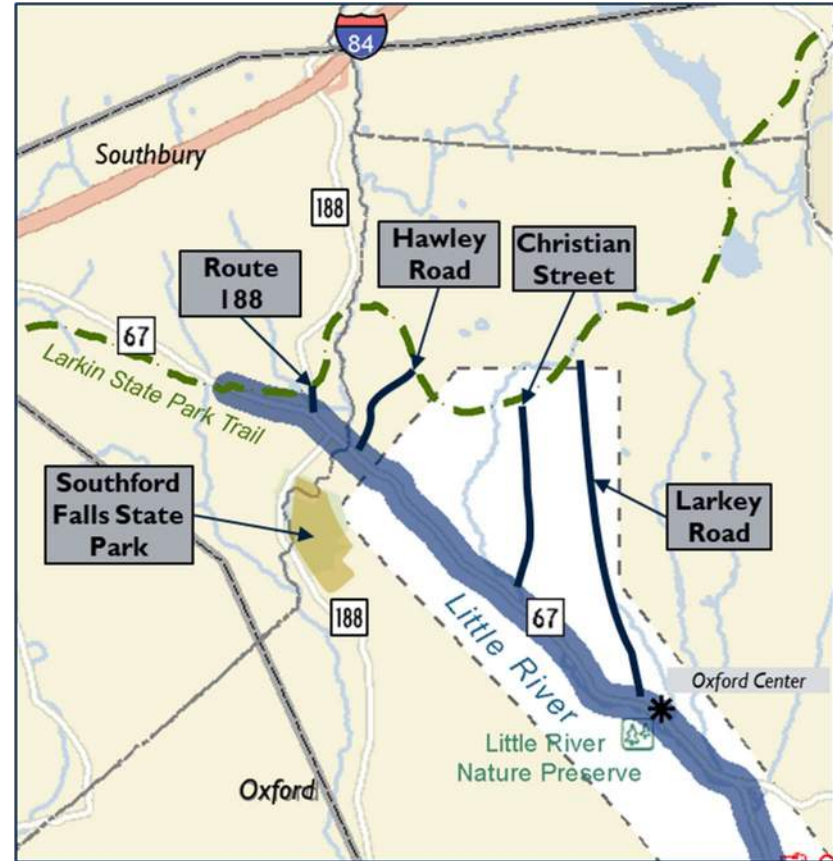 84
Southbury
188
Hawley
Road
Christian
Street
Route
188
67
Larkin State Park Trail
Southford
Falls State
Park
Larkey
Road
188
67
Little River
Oxford Center
Little River
Nature Preserve
Oxford